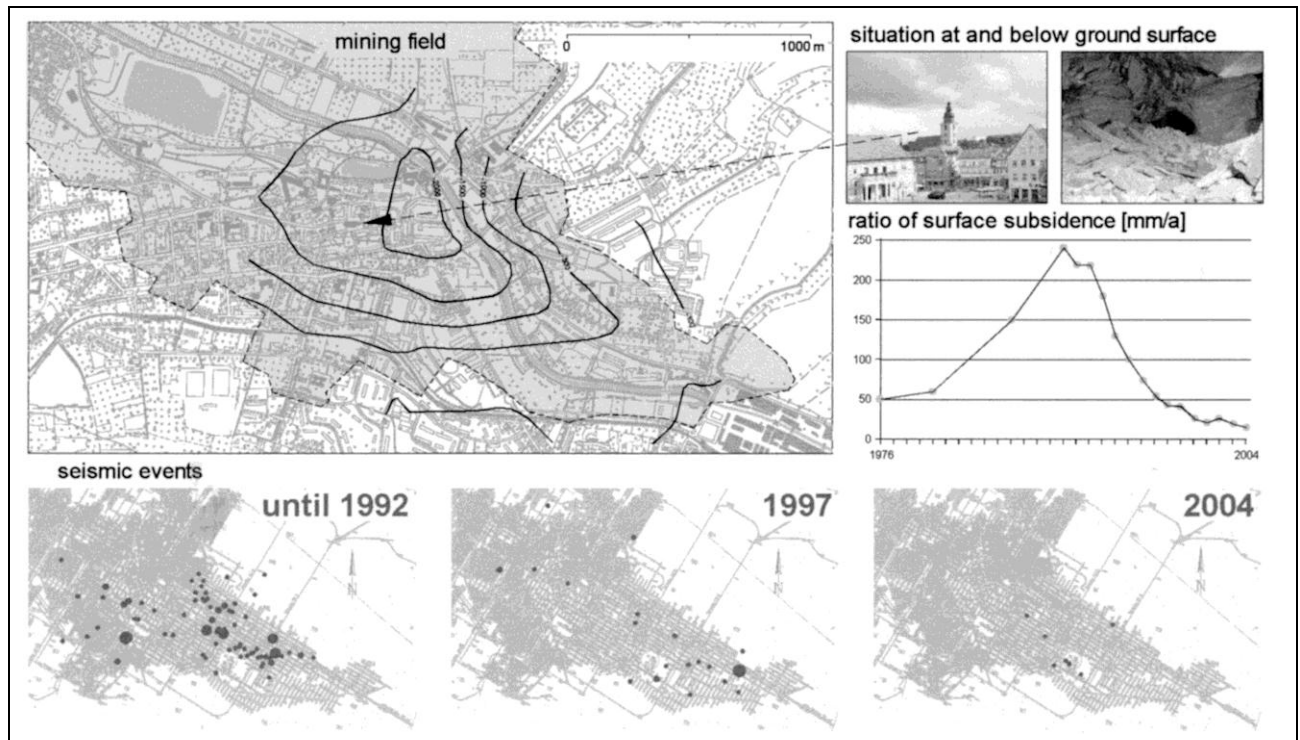 mining field
0
1000 m
situation at and below ground surface
ratio of surface subsidence [mm/a]
250
200
150
100
50
0
1976
2004
seismic events
until 1992
N
1997
N
2004
N